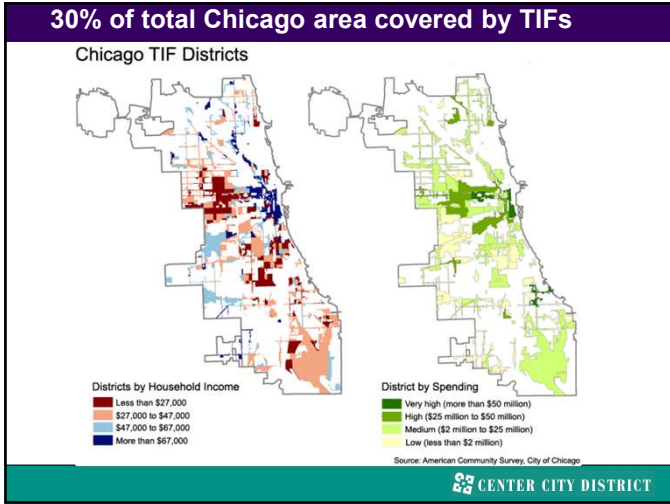 30% of total Chicago area covered by TIFs
Chicago TIF Districts
Districts by Household Income
Less than $27,000
$27,000 to $47,000
$47,000 to $67,000
More than $67,000
District by Spending
Very high (more than $50 million)
High ($25 million to $50 million)
Medium ($2 million to $25 million)
Low (less than $2 million)
Source: American Community Survey, City of Chicago
CENTER CITY DISTRICT